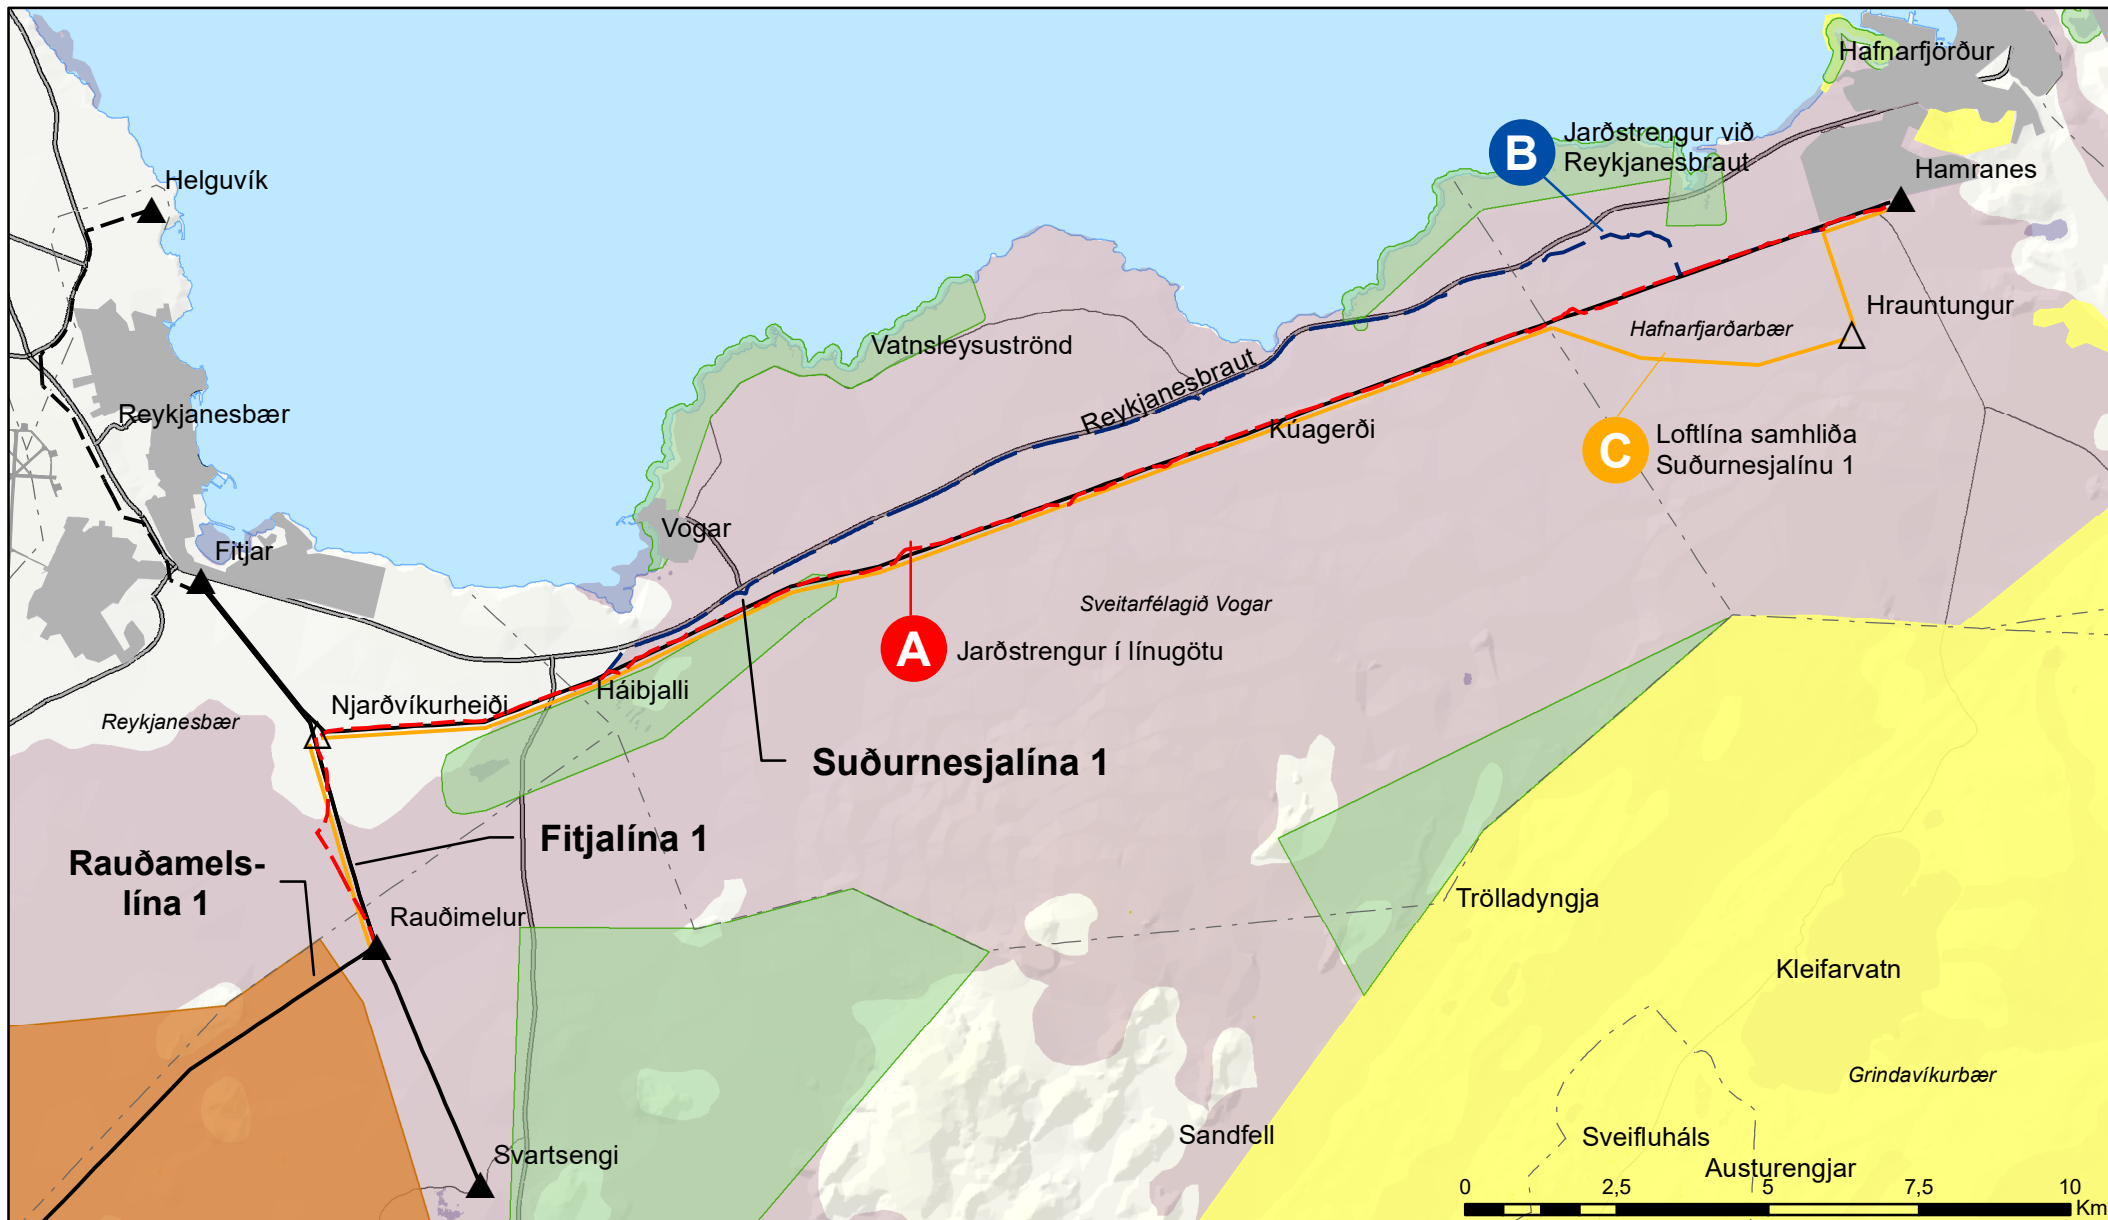 Hafnarfjörður
B
Jarðstrengur við
Reykjanesbraut
Hamranes
Helguvík
Hrauntungur
Hafnarfjarðarbær
Vatnsleysuströnd
Reykjanesbraut
Reykjanesbær
Kúagerði
C
Loftlína samhliða
Suðurnesjalínu 1
Vogar
Fitjar
Sveitarfélagið Vogar
A
Jarðstrengur í línugötu
Háibjalli
Njarðvíkurheiði
Reykjanesbær
Suðurnesjalína 1
Fitjalína 1
Rauðamels-
lína 1
Rauðimelur
Trölladyngja
Kleifarvatn
Grindavíkurbær
Sandfell
Sveifluháls
Svartsengi
Austurengjar
0 2,5 5 7,5 10
Km